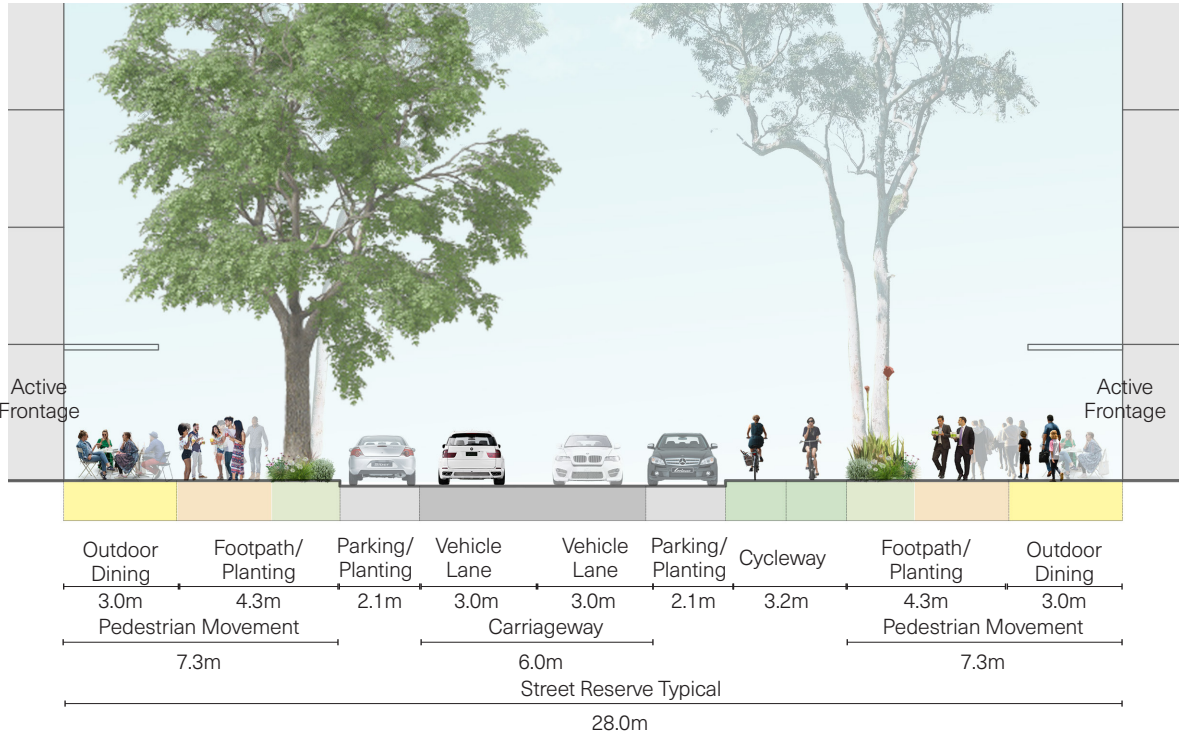 Active
Frontage
Active
Frontage
Outdoor
Dining
Footpath/
Planting
Parking/
Planting
Vehicle
Lane
Vehicle
Lane
Parking/
Planting
Cycleway
Footpath/
Planting
Outdoor
Dining
3.0m 4.3m 2.1m 3.0m 3.0m 2.1m 3.2m 4.3m 3.0m
Pedestrian Movement Carriageway Pedestrian Movement
7.3m 6.0m 7.3m
Street Reserve Typical
28.0m